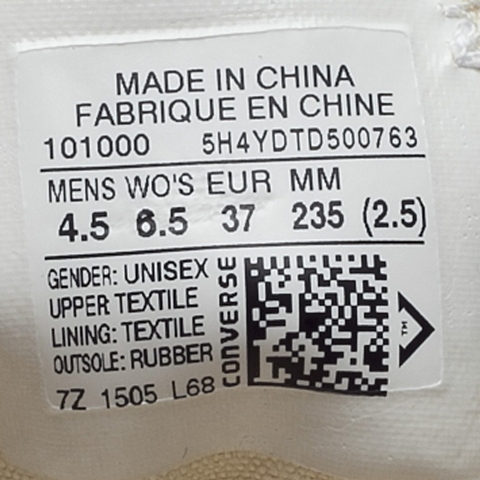 MADE IN CHINA
FABRIQUE EN CHINE
101000 5H4YDTD500763
MENS WO'S EUR MM
4.5 6.5 37 235 (2.5)
GENDER: UNISEX
UPPER TEXTILE
LINING: TEXTILE
OUTSOLE: RUBBER
7Z 1505 L68
CONVERSE
TM